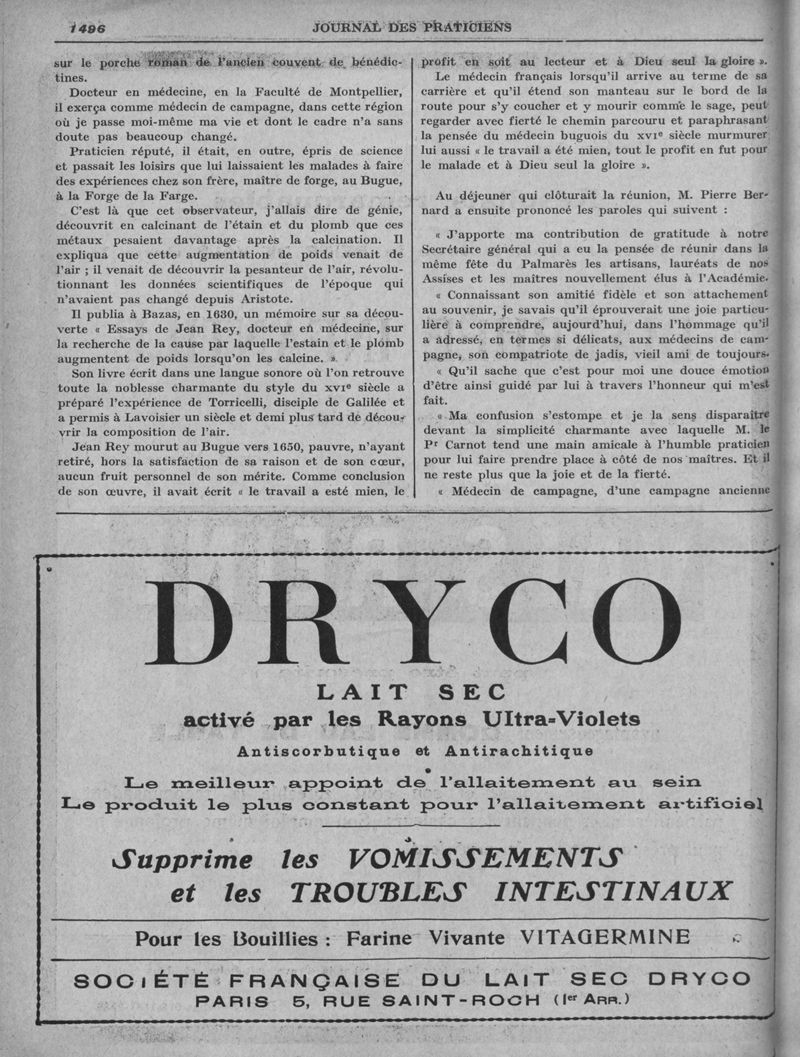 1496
JOURNAL DES PRATICIENS
sur le porche roman de l'ancien couvent de bénédic-
tines.
Docteur en médecine, en la Faculté de Montpellier,
il exerça comme médecin de campagne, dans cette région
où je passe moi-même ma vie et dont le cadre n'a sans
doute pas beaucoup changé.
Praticien réputé, il était, en outre, épris de science
et passait les loisirs que lui laissaient les malades à faire
des expériences chez son frère, maître de forge, au Bugue,
à la Forge de la Farge.
C'est là que cet observateur, j'allais dire de génie,
découvrit en calcinant de l'étain et du plomb que ces
métaux pesaient davantage après la calcination. Il
expliqua que cette augmentation de poids venait de
l'air ; il venait de découvrir la pesanteur de l'air, révolu-
tionnant les données scientifiques de l'époque qui
n'avaient pas changé depuis Aristote.
Il publia à Bazas, en 1630, un mémoire sur sa décou-
verte « Essays de Jean Rey, docteur en médecine, sur
la recherche de la cause par laquelle l'estain et le plomb
augmentent de poids lorsqu'on les calcine. »
Son livre écrit dans une langue sonore où l'on retrouve
toute la noblesse charmante du style du XVIe siècle a
préparé l'expérience de Torricelli, disciple de Galilée et
a permis à Lavoisier un siècle et demi plus tard de décou-
vrir la composition de l'air.
Jean Rey mourut au Bugue vers 1650, pauvre, n'ayant
retiré, hors la satisfaction de sa raison et de son cœur,
aucun fruit personnel de son mérite. Comme conclusion
de son œuvre, il avait écrit « le travail a esté mien, le
profit en soit au lecteur et à Dieu seul la gloire ».
Le médecin français lorsqu'il arrive au terme de sa
carrière et qu'il étend son manteau sur le bord de la
route pour s'y coucher et y mourir comme le sage, peut
regarder avec fierté le chemin parcouru et paraphrasant
la pensée du médecin buguois du XVIe siècle murmurer
lui aussi « le travail a été mien, tout le profit en fut pour
le malade et à Dieu seul la gloire ».
Au déjeuner qui clôturait la réunion, M. Pierre Ber-
nard a ensuite prononcé les paroles qui suivent :
« J'apporte ma contribution de gratitude à notre
Secrétaire général qui a eu la pensée de réunir dans la
même fête du Palmarès les artisans, lauréats de nos
Assises et les maîtres nouvellement élus à l'Académie.
« Connaissant son amitié fidèle et son attachement
au souvenir, je savais qu'il éprouverait une joie particu-
lière à comprendre, aujourd'hui, dans l'hommage qu'il
a adressé, en termes si délicats, aux médecins de cam-
pagne, son compatriote de jadis, vieil ami de toujours.
« Qu'il sache que c'est pour moi une douce émotion
d'être ainsi guidé par lui à travers l'honneur qui m'est
fait.
« Ma confusion s'estompe et je la sens disparaître
devant la simplicité charmante avec laquelle M. le
Pr Carnot tend une main amicale à l'humble praticien
pour lui faire prendre place à côté de nos maîtres. Et il
ne reste plus que la joie et de la fierté.
« Médecin de campagne, d'une campagne ancienne
DRYCO
LAIT SEC
activé par les Rayons Ultra-Violets
Antiscorbutique et Antirachitique
Le meilleur appoint de l'allaitement au sein
Le produit le plus constant pour l'allaitement artificiel
Supprime les VOMISSEMENTS
et les TROUBLES INTESTINAUX
Pour les Bouillies : Farine Vivante VITAGERMINE
SOCIÉTÉ FRANÇAISE DU LAIT SEC DRYCO
PARIS 5, RUE SAINT-ROCH (Ier ARR.)